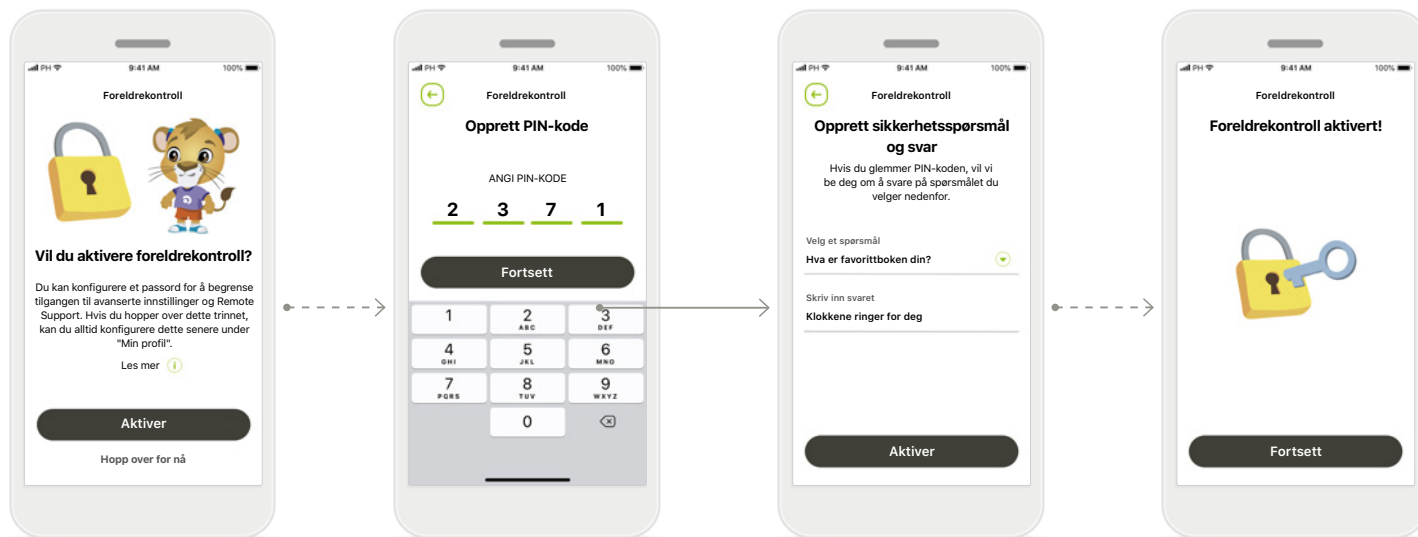 PH 9:41 AM 100%
Foreldrekontroll
Vil du aktivere foreldrekontroll?
Du kan konfigurere et passord for å begrense
tilgangen til avanserte innstillinger og Remote
Support. Hvis du hopper over dette trinnet,
kan du alltid konfigurere dette senere under
"Min profil".
Les mer i
Aktiver
Hopp over for nå
PH 9:41 AM 100%
Foreldrekontroll
Opprett PIN-kode
ANGI PIN-KODE
2 3 7 1
Fortsett
1 2 3
ABC DEF
4 5 6
GHI JKL MNO
7 8 9
PGRS TUV WXYZ
0
PH 9:41 AM 100%
Foreldrekontroll
Opprett sikkerhetsspørsmål
og svar
Hvis du glemmer PIN-koden, vil vi
be deg om å svare på spørsmålet du
velger nedenfor.
Velg et spørsmål
Hva er favorittboken din?
Skriv inn svaret
Klokkene ringer for deg
Aktiver
PH 9:41 AM 100%
Foreldrekontroll
Foreldrekontroll aktivert!
Fortsett